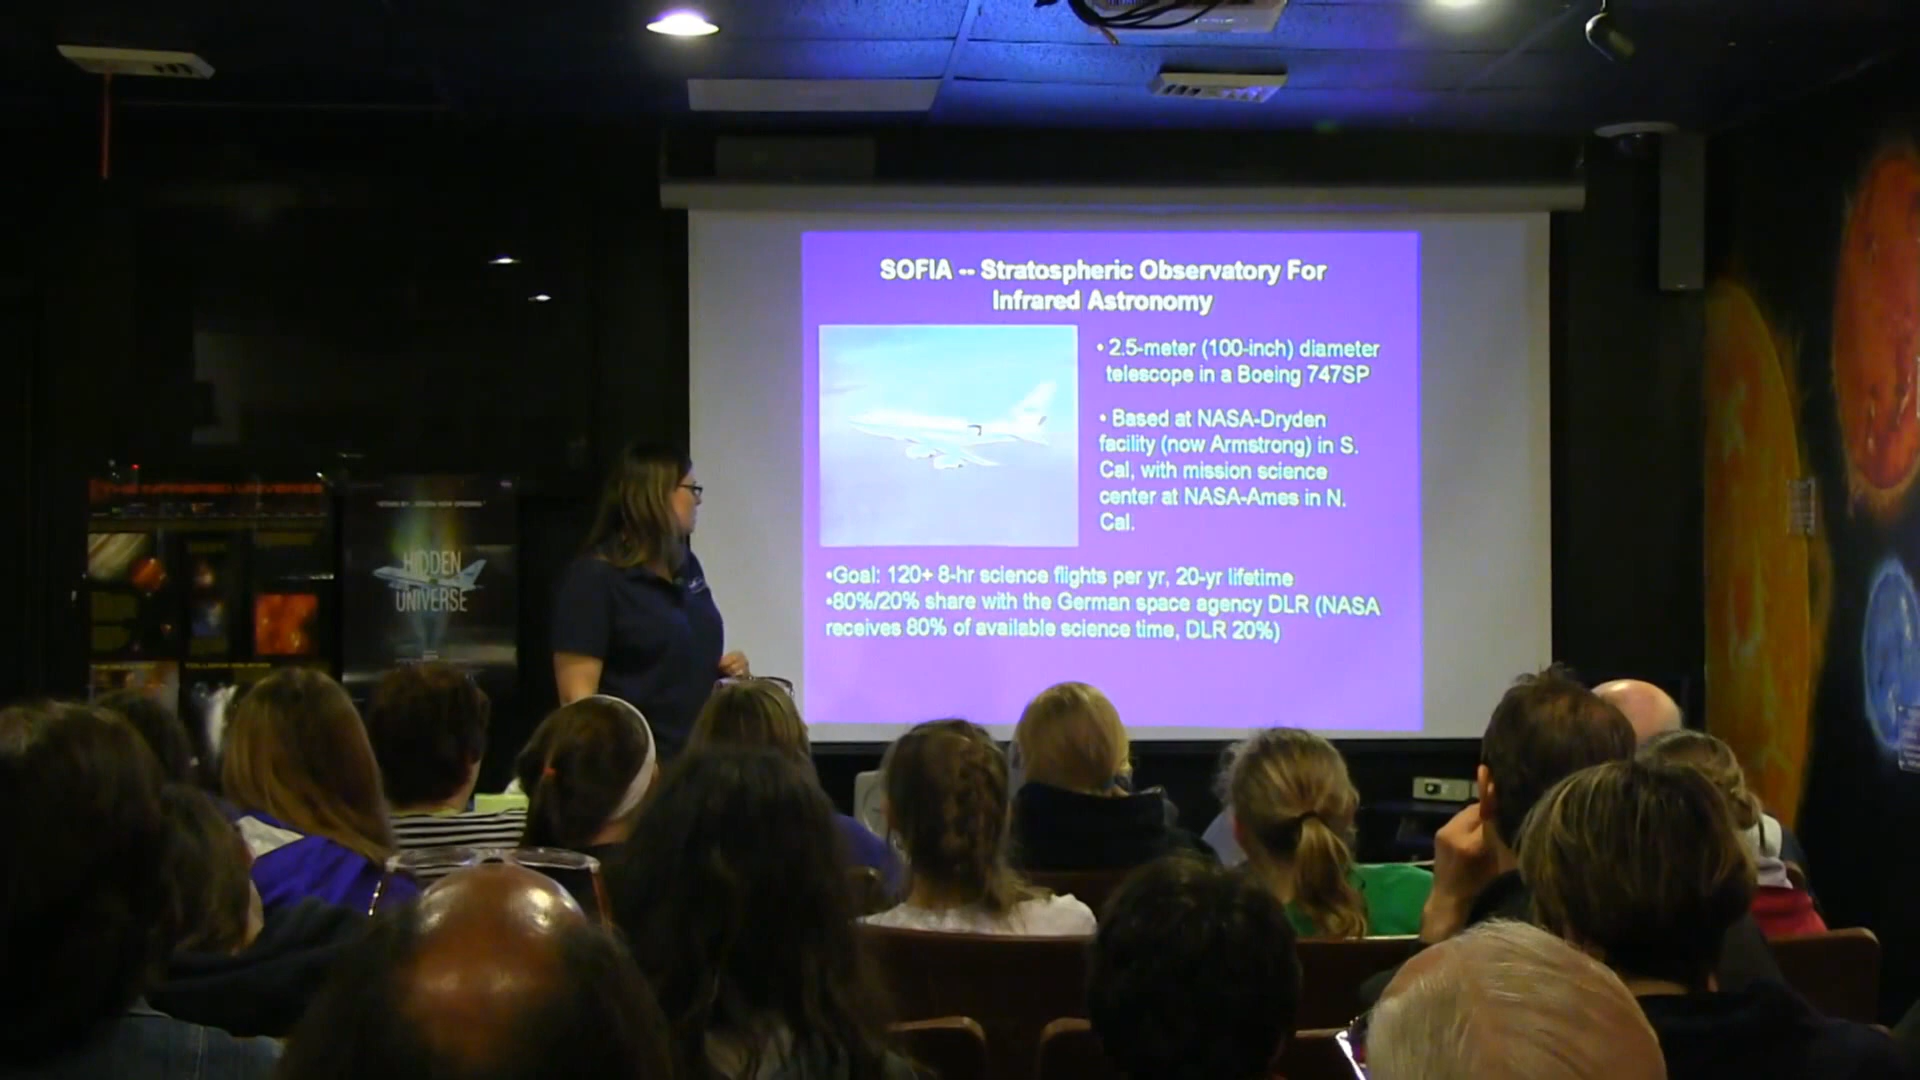 SOFIA -- Stratospheric Observatory For
Infrared Astronomy
• 2.5-meter (100-inch) diameter
telescope in a Boeing 747SP
• Based at NASA-Dryden
facility (now Armstrong) in S.
Cal, with mission science
center at NASA-Ames in N.
Cal.
•Goal: 120+ 8-hr science flights per yr, 20-yr lifetime
•80%/20% share with the German space agency DLR (NASA
receives 80% of available science time, DLR 20%)
THE INFRARED UNIVERSE
HIDDEN
UNIVERSE